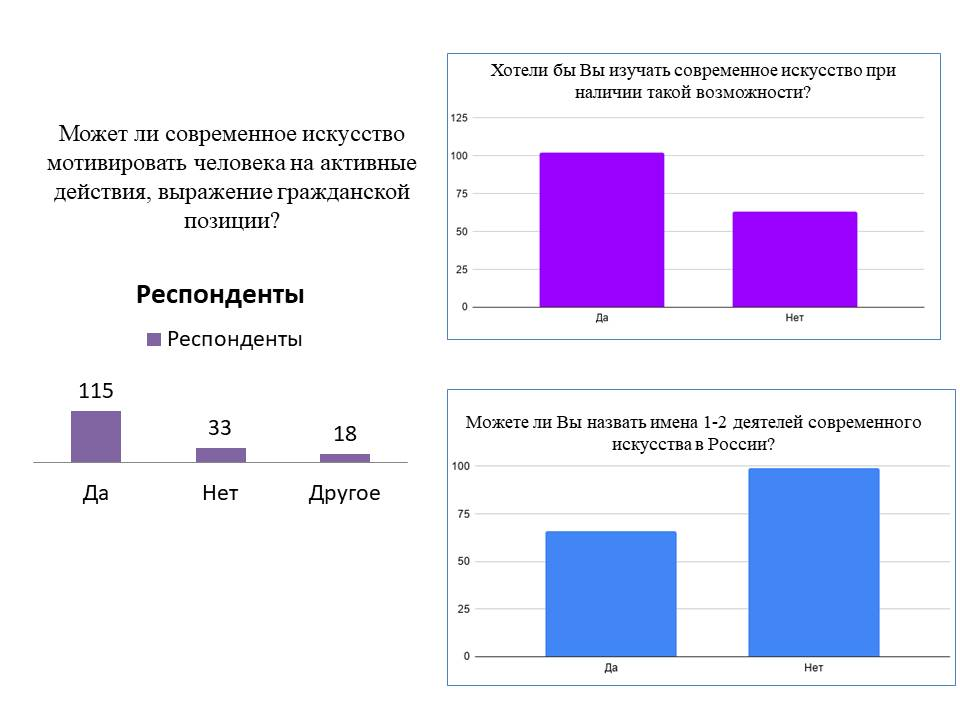 Может ли современное искусство
мотивировать человека на активные
действия, выражение гражданской
позиции?
Респонденты
Респонденты
115
33
18
Да
Нет
Другое
Хотели бы Вы изучать современное искусство при
наличии такой возможности?
125
100
75
50
25
0
Да
Нет
Можете ли Вы назвать имена 1-2 деятелей современного
искусства в России?
100
75
50
25
0
Да
Нет